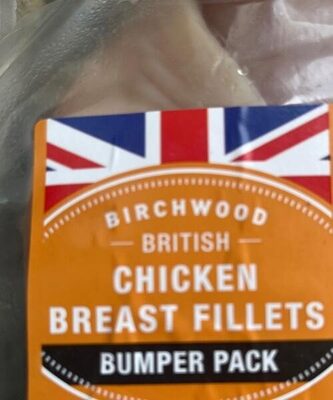 BIRCHWOOD
BRITISH
CHICKEN
BREAST FILLETS
BUMPER PACK